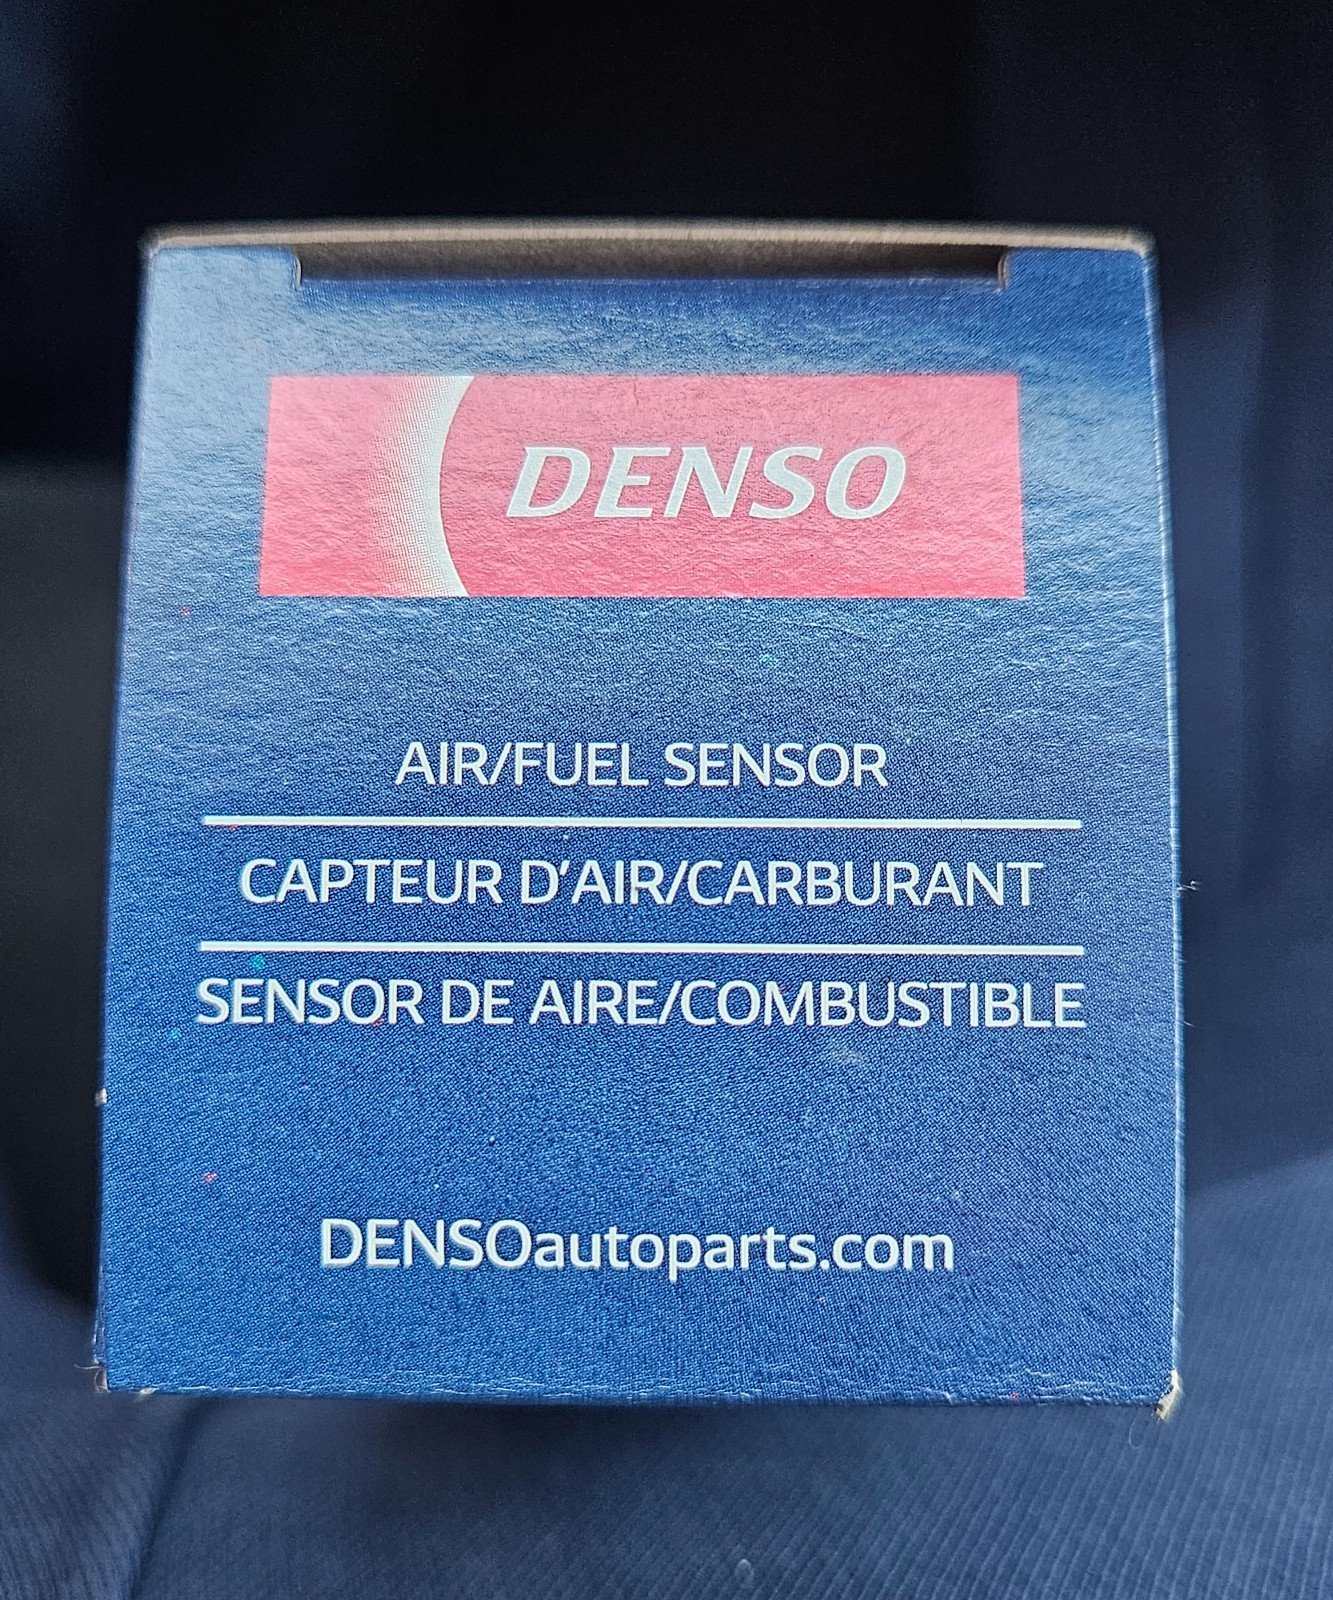 DENSO
AIR/FUEL SENSOR
CAPTEUR D'AIR/CARBURANT
SENSOR DE AIRE/COMBUSTIBLE
DENSOautoparts.com